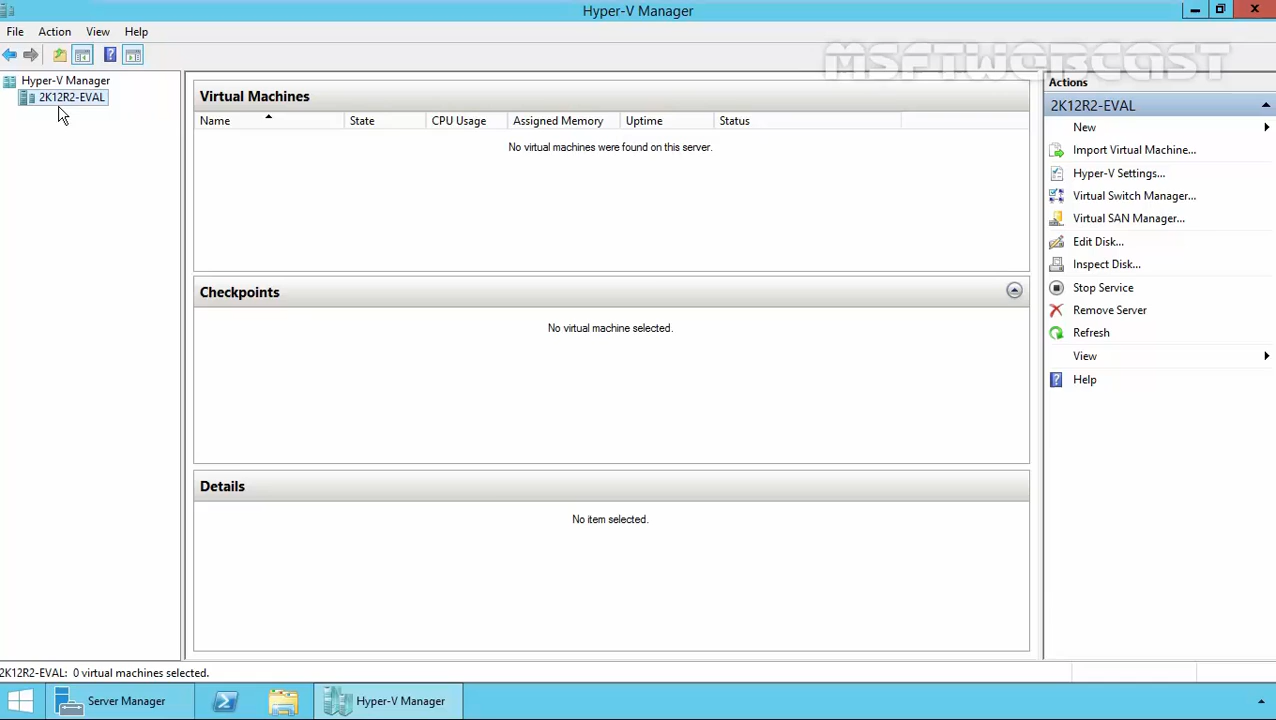 Hyper-V Manager
File Action View Help
MSFTWEBCAST
Hyper-V Manager
2K12R2-EVAL
Virtual Machines
Name State CPU Usage Assigned Memory Uptime Status
No virtual machines were found on this server.
Checkpoints
No virtual machine selected.
Details
No item selected.
Actions
2K12R2-EVAL
New
Import Virtual Machine...
Hyper-V Settings...
Virtual Switch Manager...
Virtual SAN Manager...
Edit Disk...
Inspect Disk...
Stop Service
Remove Server
Refresh
View
Help
2K12R2-EVAL: 0 virtual machines selected.
Server Manager
Hyper-V Manager